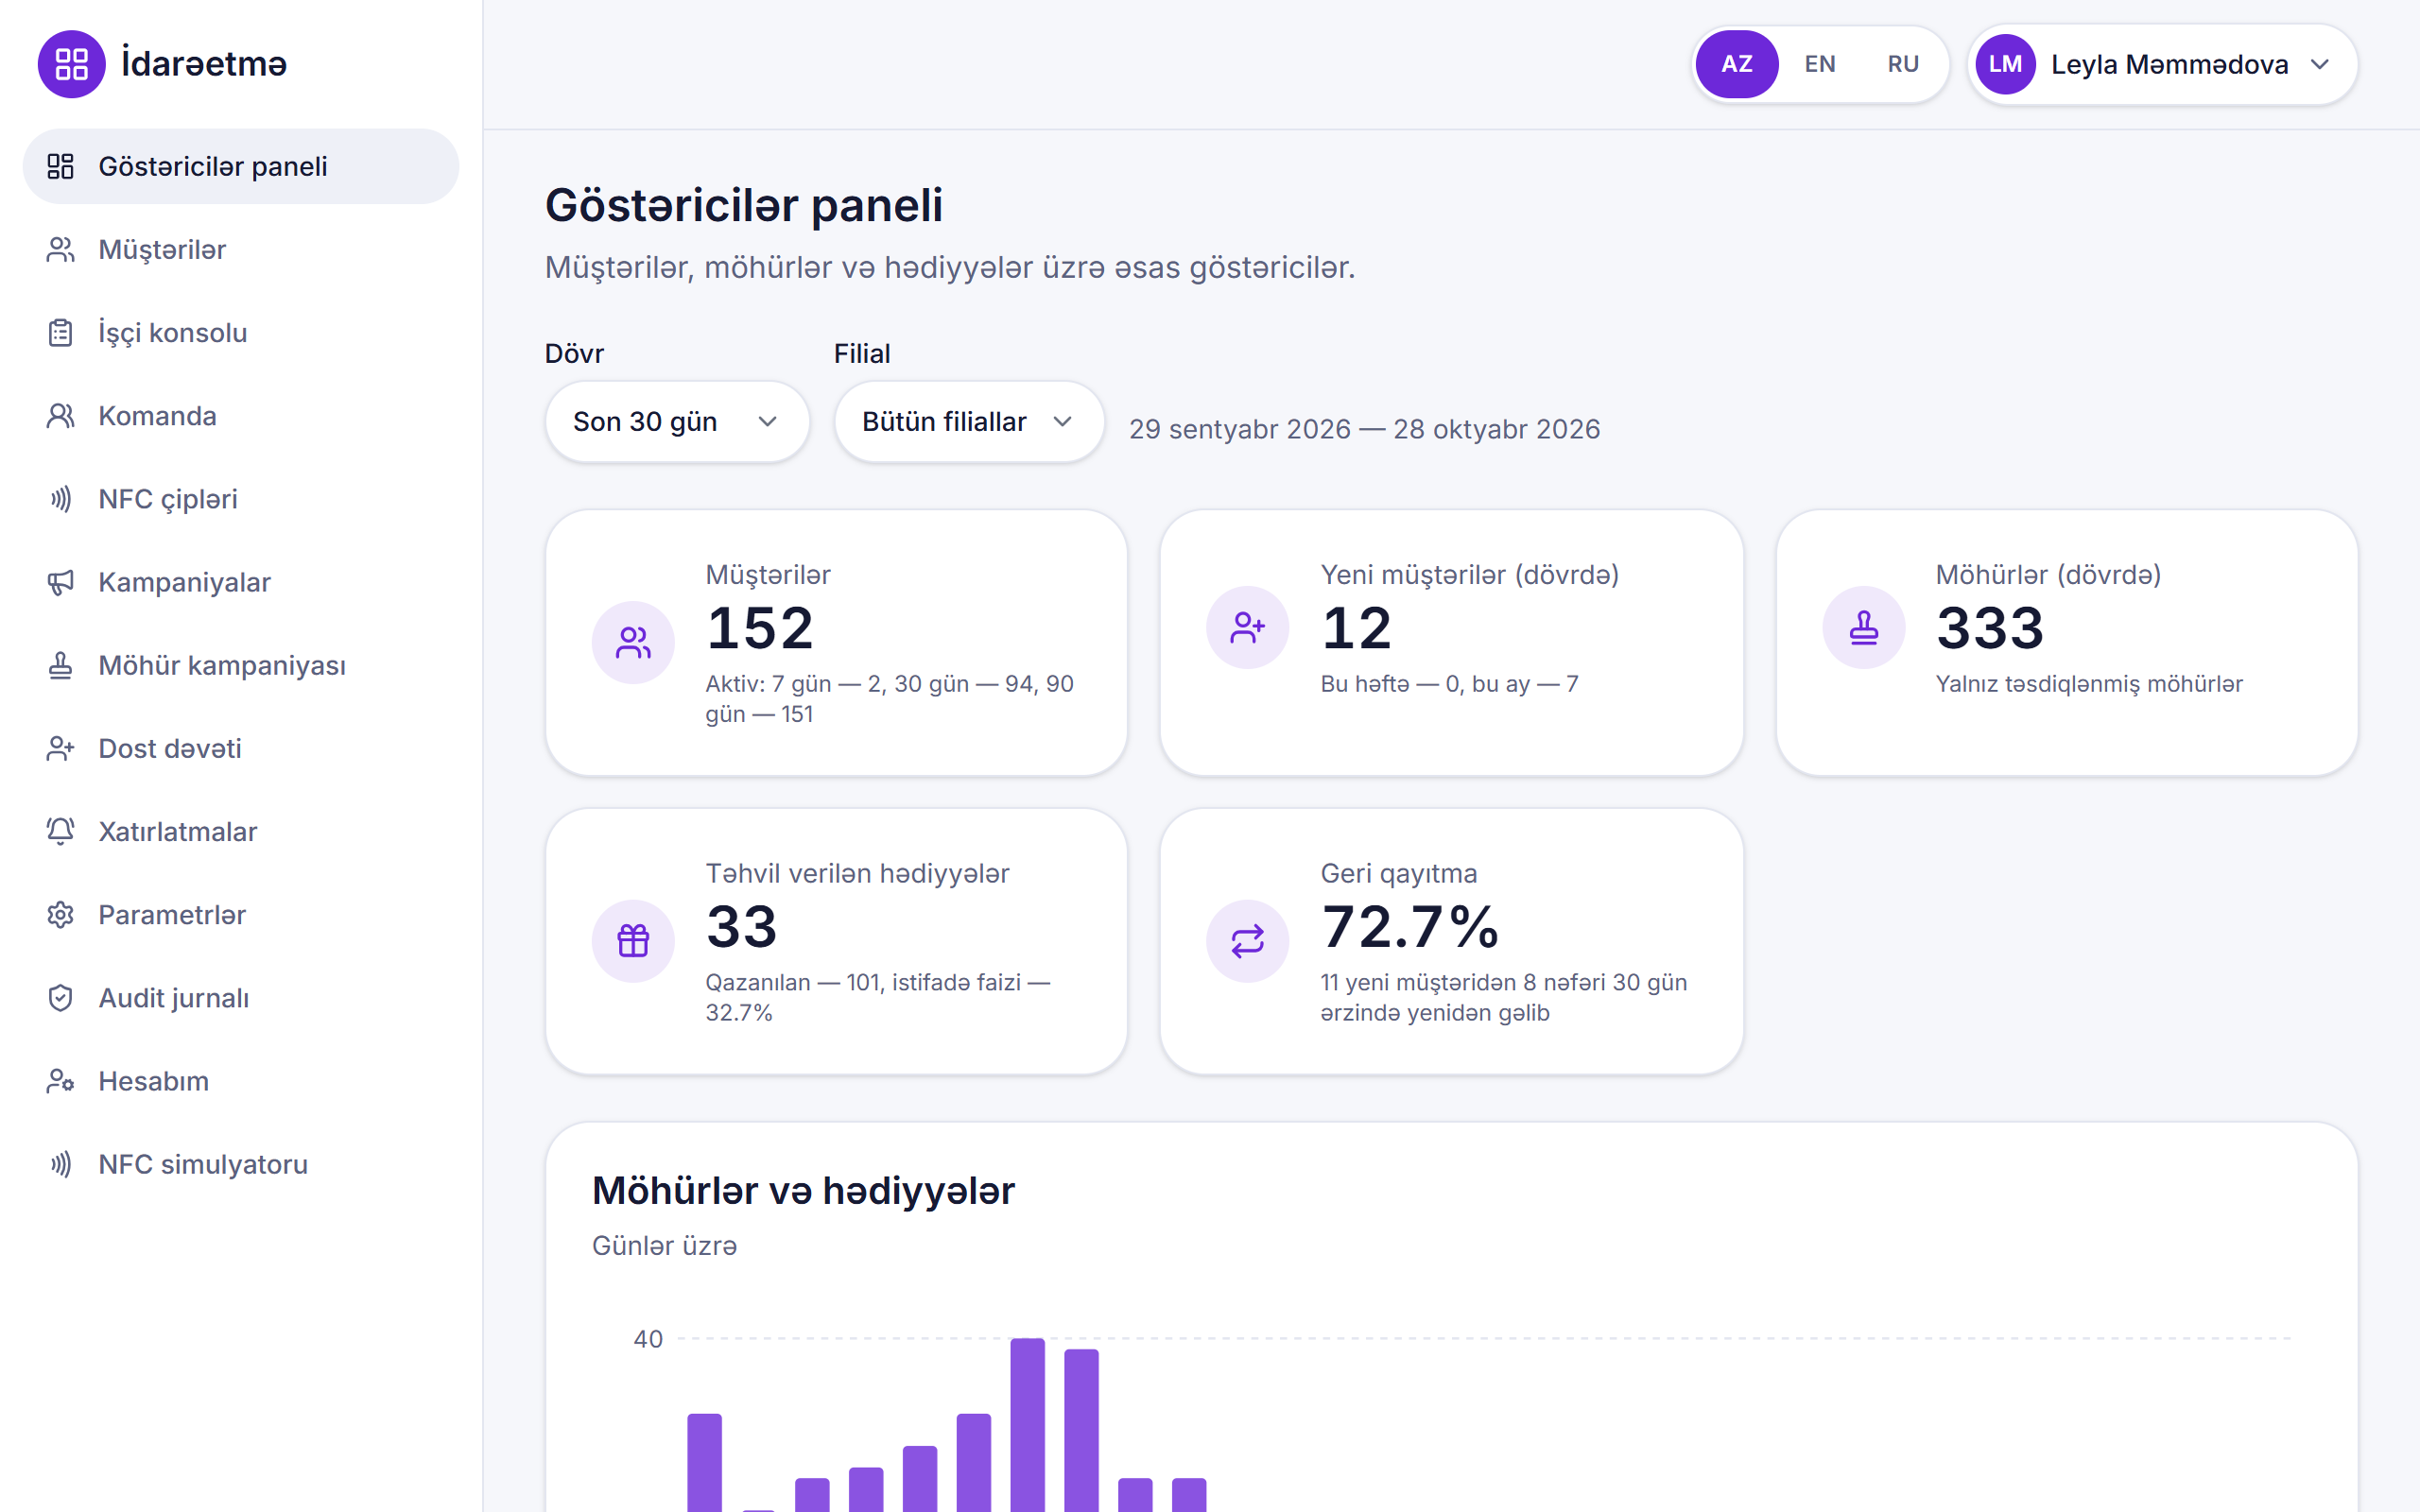 İdarəetmə
AZ EN RU
LM Leyla Məmmədova
Göstəricilər paneli
Müştərilər
İşçi konsolu
Komanda
NFC çipləri
Kampaniyalar
Möhür kampaniyası
Dost dəvəti
Xatırlatmalar
Parametrlər
Audit jurnalı
Hesabım
NFC simulyatoru
Göstəricilər paneli
Müştərilər, möhürlər və hədiyyələr üzrə əsas göstəricilər.
Dövr
Son 30 gün
Filial
Bütün filiallar
29 sentyabr 2026 — 28 oktyabr 2026
Müştərilər
152
Aktiv: 7 gün — 2, 30 gün — 94, 90
gün — 151
Yeni müştərilər (dövrdə)
12
Bu həftə — 0, bu ay — 7
Möhürlər (dövrdə)
333
Yalnız təsdiqlənmiş möhürlər
Təhvil verilən hədiyyələr
33
Qazanılan — 101, istifadə faizi —
32.7%
Geri qayıtma
72.7%
11 yeni müştəridən 8 nəfəri 30 gün
ərzində yenidən gəlib
Möhürlər və hədiyyələr
Günlər üzrə
40